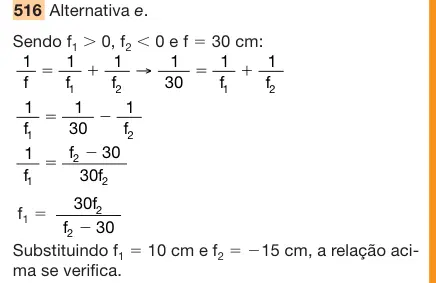 516 Alternativa e.
Sendo f₁ > 0, f₂ < 0 e f = 30 cm:
1/f = 1/f₁ + 1/f₂ → 1/30 = 1/f₁ + 1/f₂
1/f₁ = 1/30 − 1/f₂
1/f₁ = (f₂ − 30)/(30f₂)
f₁ = (30f₂)/(f₂ − 30)
Substituindo f₁ = 10 cm e f₂ = −15 cm, a relação aci-
ma se verifica.